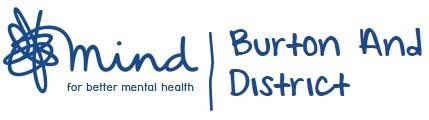 mind
for better mental health
Burton And
District